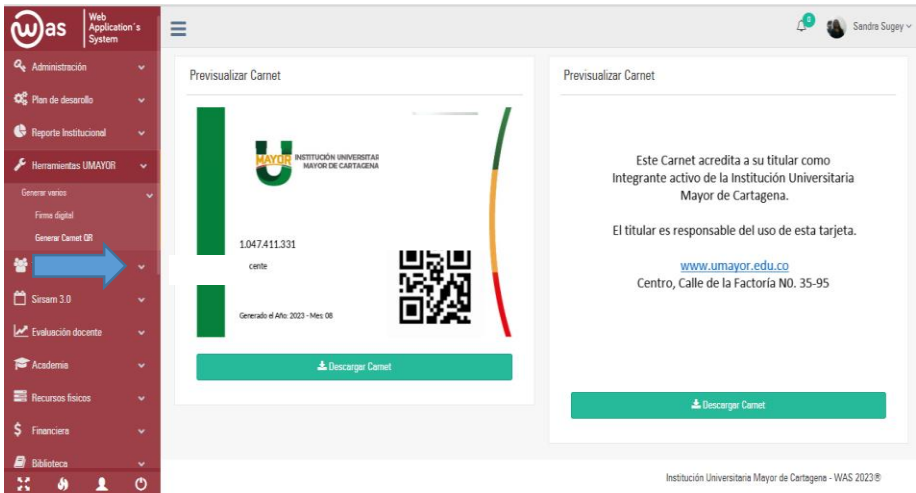 was
Web
Application´s
System
Administración
Plan de desarollo
Reporte Institucional
Herramientas UMAYOR
Generar varios
Firma digital
Generar Carnet QR
Sirsam 3.0
Evaluación docente
Academia
Recursos fisicos
Financiera
Biblioteca
0
Sandra Sugey
Previsualizar Carnet
MAYOR
INSTITUCIÓN UNIVERSITAR
MAYOR DE CARTAGENA
1.047.411.331
cente
Generado el Año: 2023 - Mes: 08
Descargar Carnet
Previsualizar Carnet
Este Carnet acredita a su titular como
Integrante activo de la Institución Universitaria
Mayor de Cartagena.
El titular es responsable del uso de esta tarjeta.
www.umayor.edu.co
Centro, Calle de la Factoría N0. 35-95
Descargar Carnet
Institución Universitaria Mayor de Cartagena - WAS 2023®